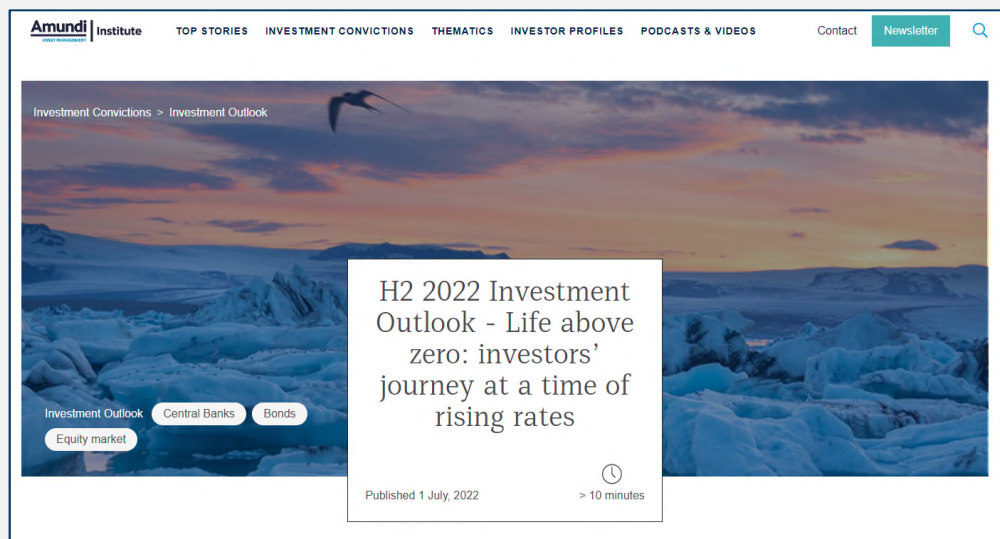 Amundi Institute
ASSET MANAGEMENT
TOP STORIES INVESTMENT CONVICTIONS THEMATICS INVESTOR PROFILES PODCASTS & VIDEOS Contact Newsletter
Investment Convictions > Investment Outlook
H2 2022 Investment
Outlook - Life above
zero: investors’
journey at a time of
rising rates
Investment Outlook Central Banks Bonds
Equity market
Published 1 July, 2022 > 10 minutes